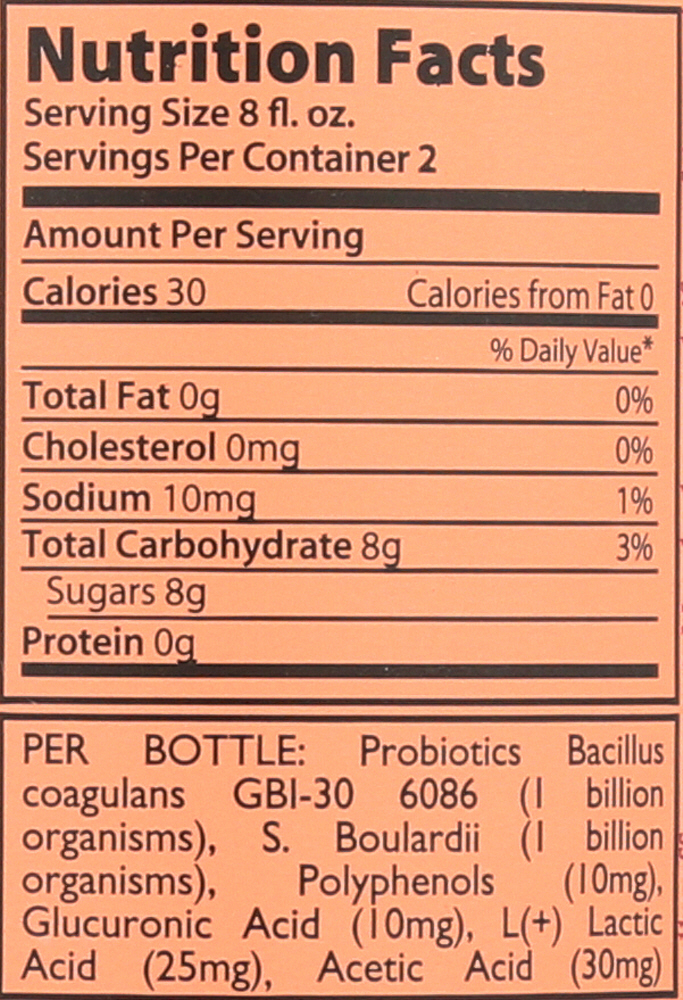 Nutrition Facts
Serving Size 8 fl. oz.
Servings Per Container 2
Amount Per Serving
Calories 30 Calories from Fat 0
% Daily Value*
Total Fat 0g 0%
Cholesterol 0mg 0%
Sodium 10mg 1%
Total Carbohydrate 8g 3%
Sugars 8g
Protein 0g
PER BOTTLE: Probiotics Bacillus
coagulans GBI-30 6086 (1 billion
organisms), S. Boulardii (1 billion
organisms), Polyphenols (10mg),
Glucuronic Acid (10mg), L(+) Lactic
Acid (25mg), Acetic Acid (30mg)